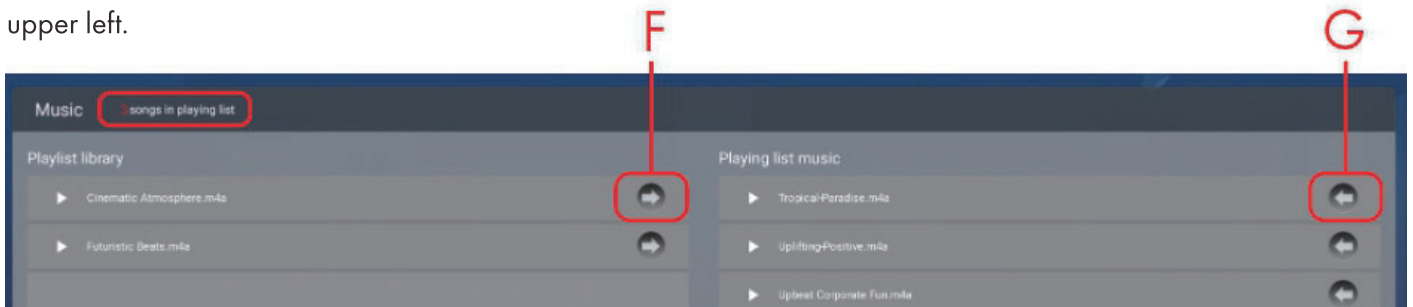 upper left.
F
G
Music 3 songs in playing list
Playlist library
Playing list music
Cinematic Atmosphere.m4a
Tropical-Paradise.m4a
Futuristic Beats.m4a
Uplifting-Positive.m4a
Upbeat Corporate Fun.m4a